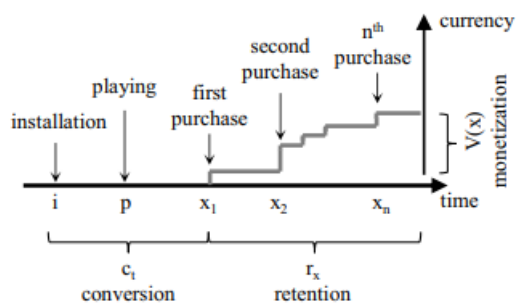 currency
nth
purchase
second
purchase
playing
first
purchase
installation
V(x)
monetization
i
p
x1
x2
xn
time
ct
conversion
rx
retention